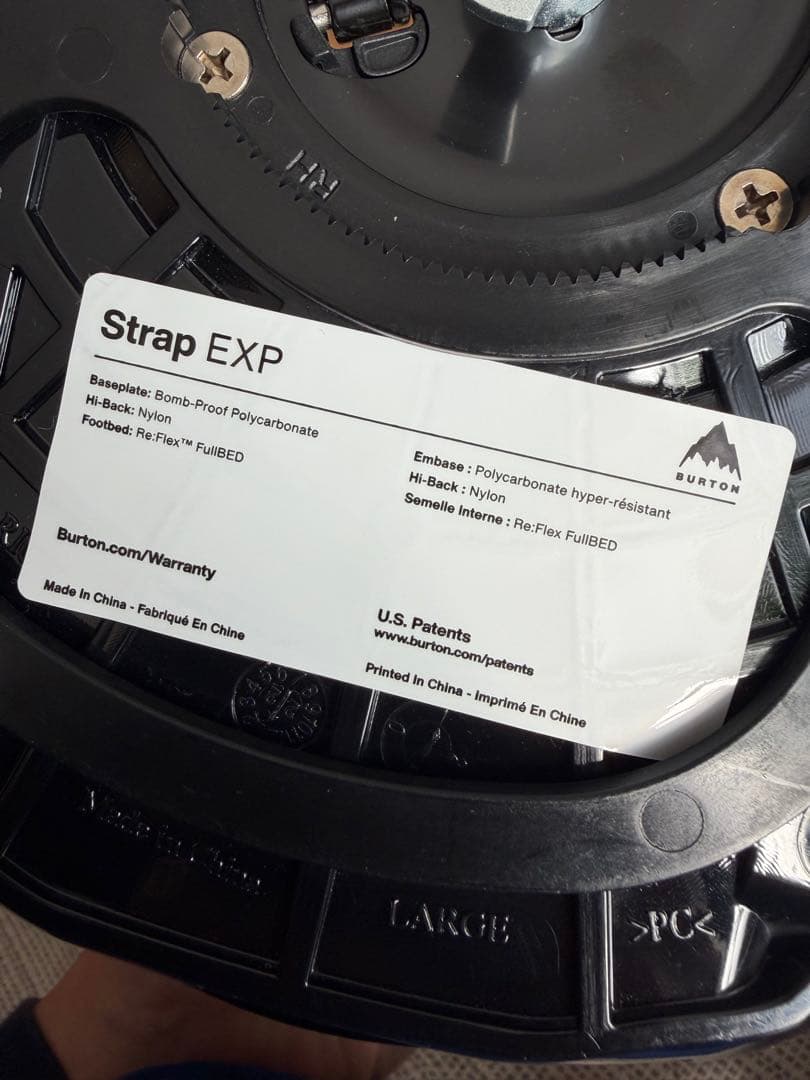 RH
Strap EXP
Baseplate: Bomb-Proof Polycarbonate
Hi-Back: Nylon
Footbed: Re:Flex™ FullBED
BURTON
Embase : Polycarbonate hyper-résistant
Hi-Back : Nylon
Semelle Interne : Re:Flex FullBED
Burton.com/Warranty
Made In China - Fabriqué En Chine
U.S. Patents
www.burton.com/patents
Printed in China - Imprimé En Chine
Made in China
LARGE
>PC<